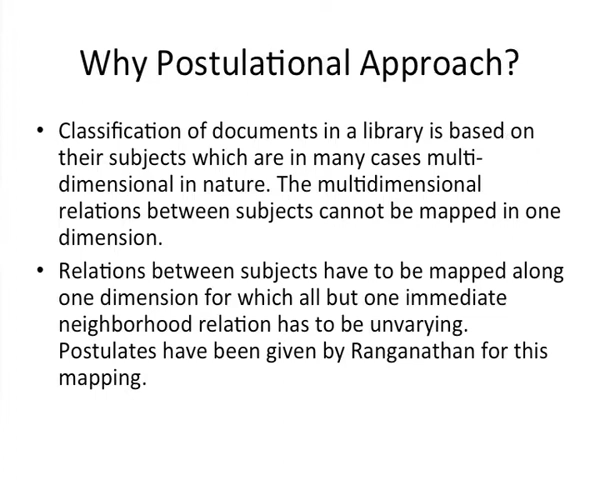 Why Postulational Approach?
• Classification of documents in a library is based on
their subjects which are in many cases multi-
dimensional in nature. The multidimensional
relations between subjects cannot be mapped in one
dimension.
• Relations between subjects have to be mapped along
one dimension for which all but one immediate
neighborhood relation has to be unvarying.
Postulates have been given by Ranganathan for this
mapping.